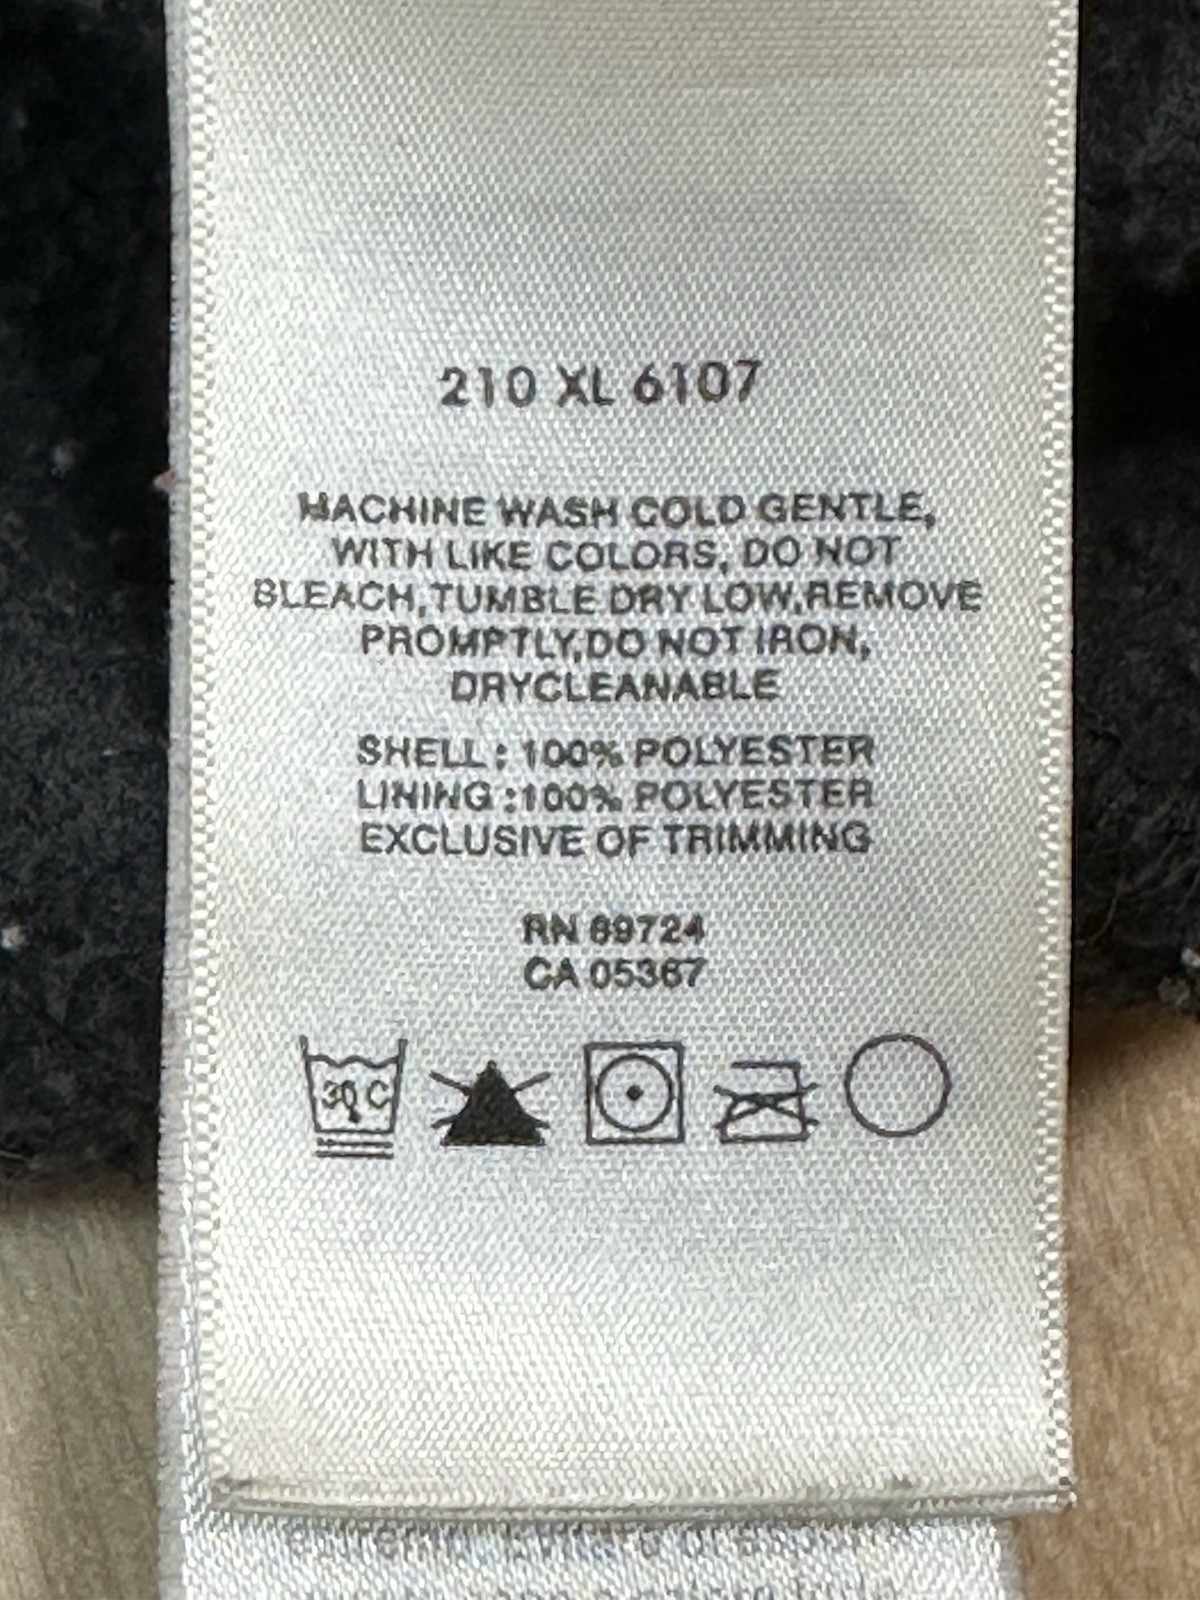 210 XL 6107
MACHINE WASH COLD GENTLE,
WITH LIKE COLORS, DO NOT
BLEACH,TUMBLE DRY LOW,REMOVE
PROMPTLY,DO NOT IRON,
DRYCLEANABLE
SHELL: 100% POLYESTER
LINING :100% POLYESTER
EXCLUSIVE OF TRIMMING
RN 89724
CA 05367
30 C